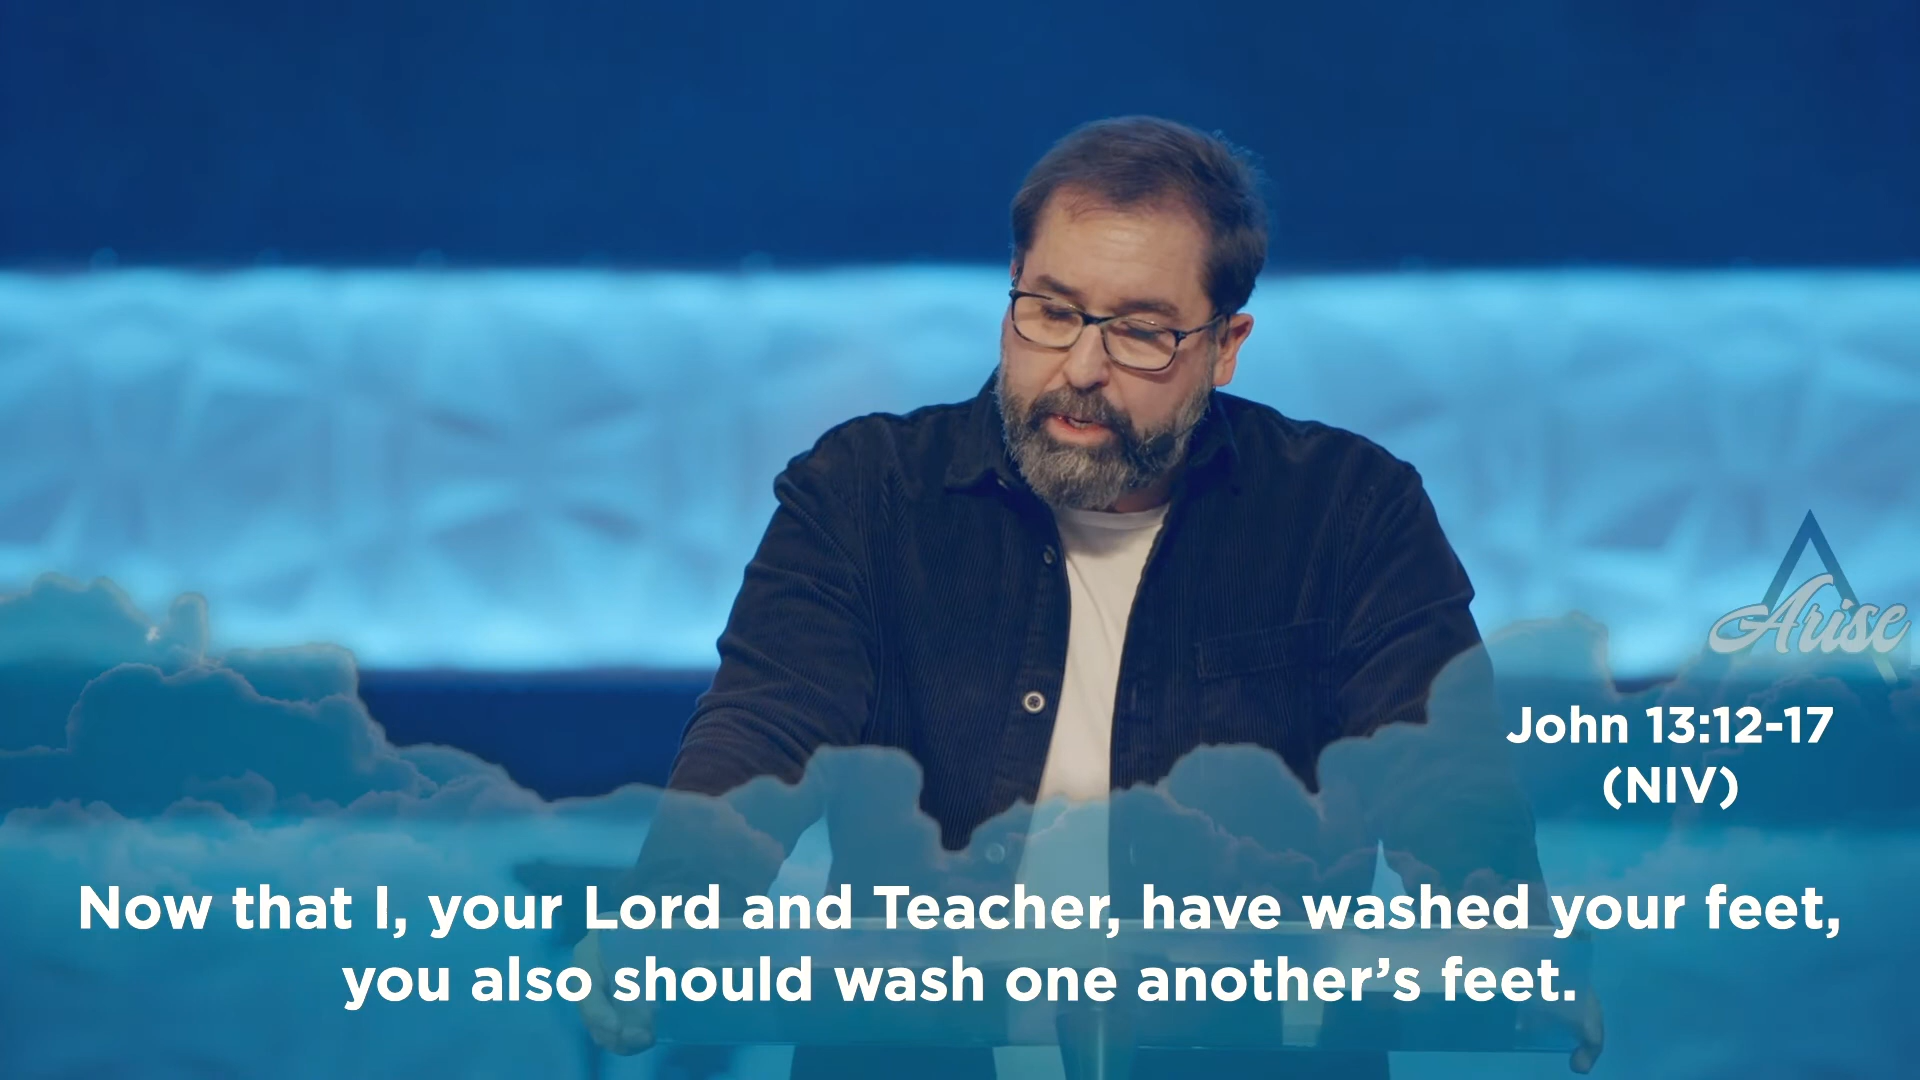 Arise
John 13:12-17
(NIV)
Now that I, your Lord and Teacher, have washed your feet,
you also should wash one another’s feet.